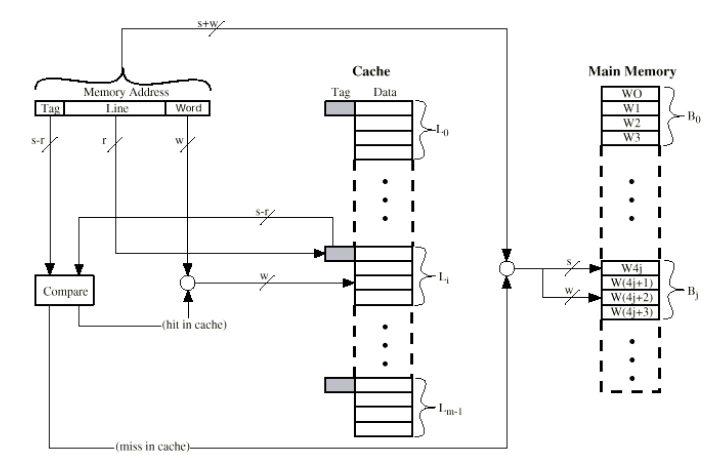 s+w
Cache
Main Memory
Memory Address
Tag Line Word
Tag Data
s-r
r
w
L0
W0
W1
W2
W3
B0
s-r
Compare
w
Li
(hit in cache)
s
w
W4j
W(4j+1)
W(4j+2)
W(4j+3)
Bj
Lm-1
(miss in cache)